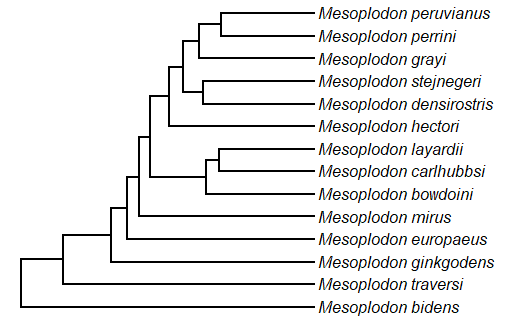 Mesoplodon peruvianus
Mesoplodon perrini
Mesoplodon grayi
Mesoplodon stejnegeri
Mesoplodon densirostris
Mesoplodon hectori
Mesoplodon layardii
Mesoplodon carlhubbsi
Mesoplodon bowdoini
Mesoplodon mirus
Mesoplodon europaeus
Mesoplodon ginkgodens
Mesoplodon traversi
Mesoplodon bidens